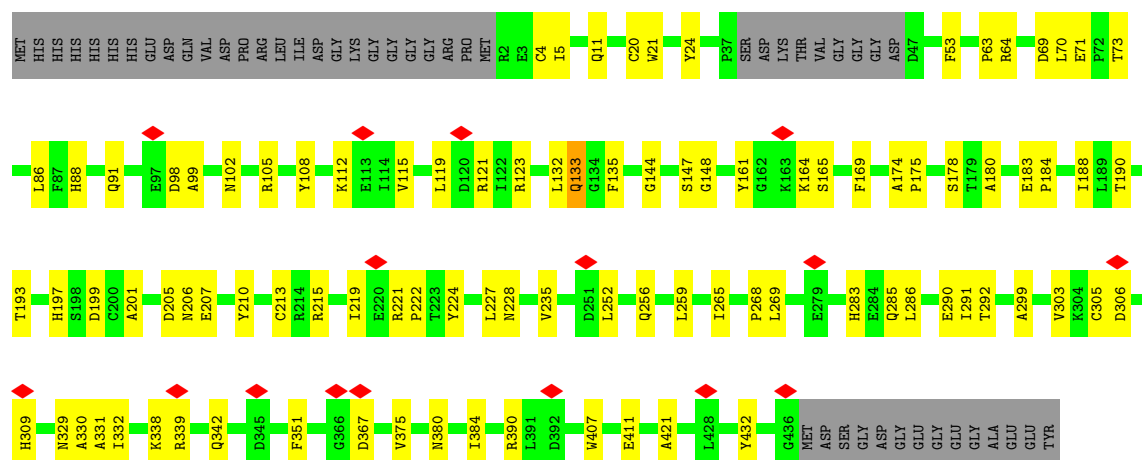 MET HIS HIS HIS HIS HIS HIS GLU ASP GLN VAL ASP PRO ARG LEU ILE ASP GLY LYS GLY GLY GLY GLY ARG PRO MET R2 E3 C4 I5 Q11 C20 W21 Y24 P37 SER ASP LYS THR VAL GLY GLY GLY ASP D47 F53 P63 R64 D69 L70 E71 P72 T73
L86 F87 H88 Q91 E97 D98 A99 N102 R105 Y108 K112 E113 I114 V115 L119 D120 R121 I122 R123 L132 Q133 G134 F135 G144 S147 G148 Y161 G162 K163 K164 S165 F169 A174 P175 S178 T179 A180 E183 P184 I188 L189 T190
T193 H197 S198 D199 C200 A201 D205 N206 E207 Y210 C213 R214 R215 I219 E220 R221 P222 T223 Y224 L227 N228 V235 D251 L252 Q256 L259 I265 P268 L269 E279 H283 E284 Q285 L286 E290 I291 T292 A299 V303 K304 C305 D306
H309 N329 A330 A331 I332 K338 R339 Q342 D345 F351 G366 D367 V375 N380 I384 R390 L391 D392 W407 E411 A421 L428 Y432 G436 MET ASP SER GLY ASP GLY GLU GLY GLU GLY ALA GLU GLU TYR